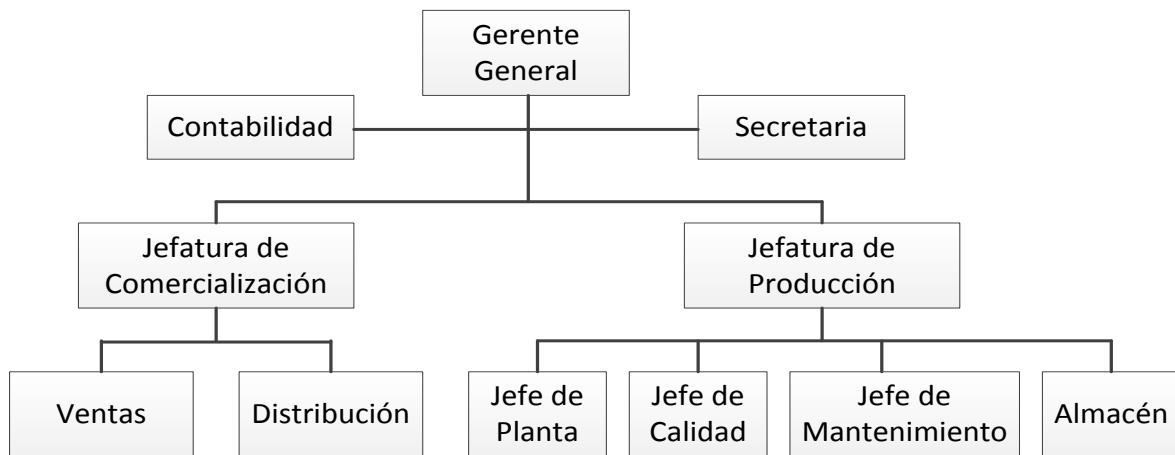 Gerente
General
Contabilidad
Secretaria
Jefatura de
Comercialización
Jefatura de
Producción
Ventas
Distribución
Jefe de
Planta
Jefe de
Calidad
Jefe de
Mantenimiento
Almacén